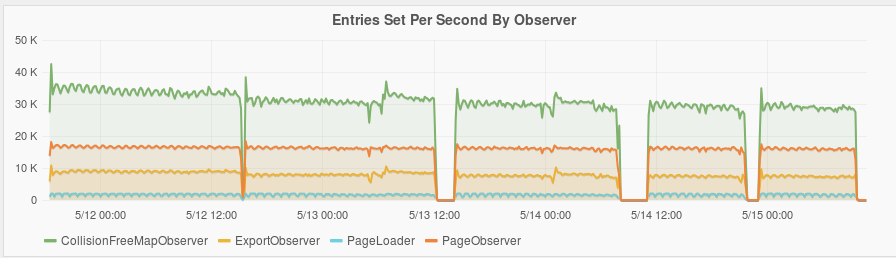 Entries Set Per Second By Observer
50 K
40 K
30 K
20 K
10 K
0
5/12 00:00 5/12 12:00 5/13 00:00 5/13 12:00 5/14 00:00 5/14 12:00 5/15 00:00
CollisionFreeMapObserver ExportObserver PageLoader PageObserver